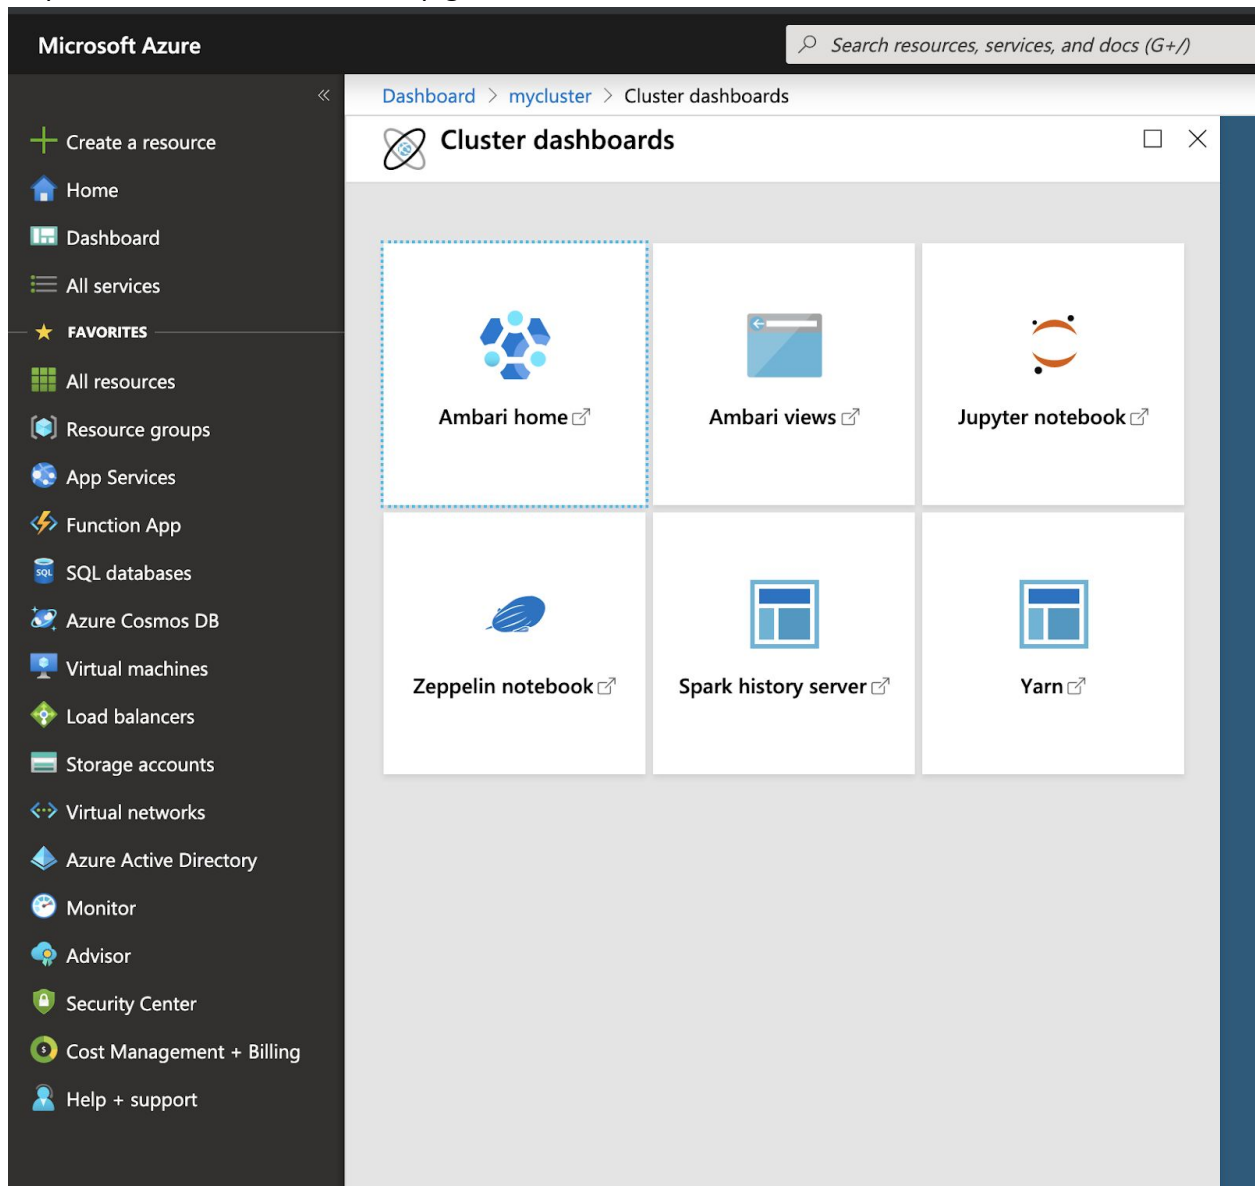 Microsoft Azure
Search resources, services, and docs (G+/)
«
Dashboard > mycluster > Cluster dashboards
Cluster dashboards
Create a resource
Home
Dashboard
All services
FAVORITES
All resources
Resource groups
App Services
Function App
SQL databases
Azure Cosmos DB
Virtual machines
Load balancers
Storage accounts
Virtual networks
Azure Active Directory
Monitor
Advisor
Security Center
Cost Management + Billing
Help + support
Ambari home
Ambari views
Jupyter notebook
Zeppelin notebook
Spark history server
Yarn